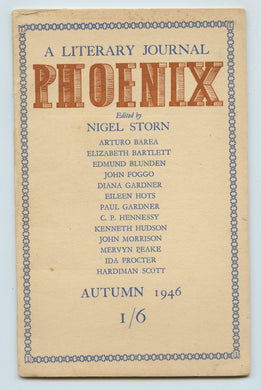 A LITERARY JOURNAL
PHOENIX
Edited by
NIGEL STORN
ARTURO BAREA
ELIZABETH BARTLETT
EDMUND BLUNDEN
JOHN FOGGO
DIANA GARDNER
EILEEN HOTS
PAUL GARDNER
C. P. HENNESSY
KENNETH HUDSON
JOHN MORRISON
MERVYN PEAKE
IDA PROCTER
HARDIMAN SCOTT
AUTUMN 1946
1/6